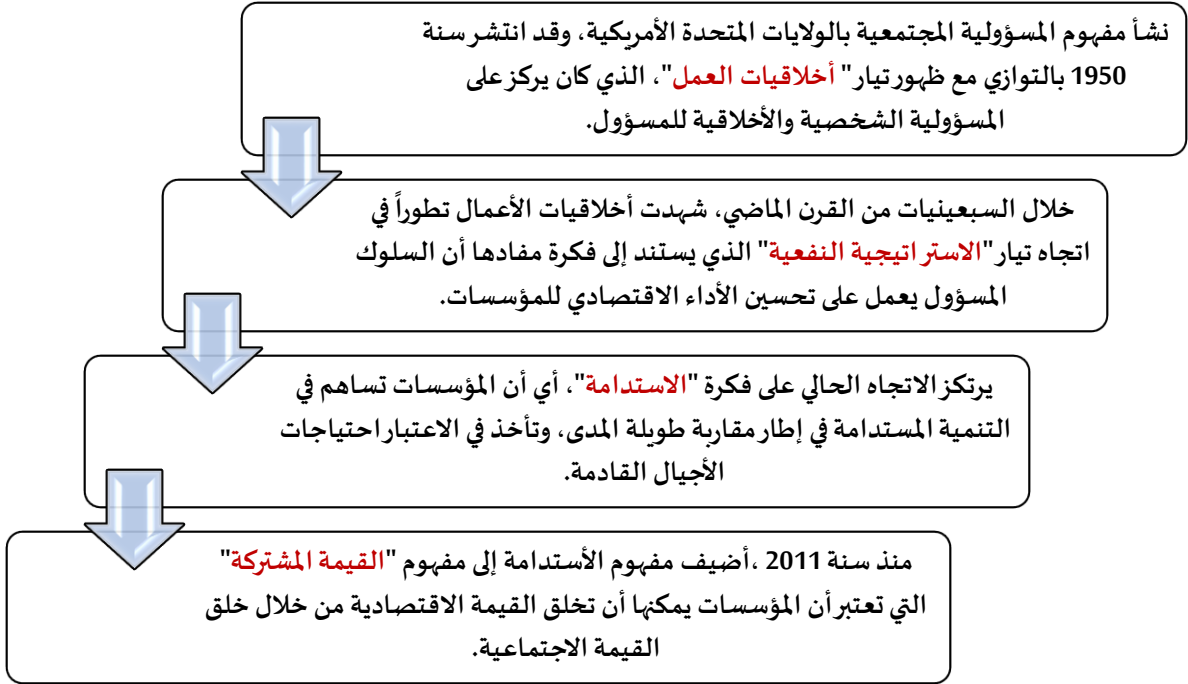 نشأ مفهوم المسؤولية المجتمعية بالولايات المتحدة الأمريكية، وقد انتشر سنة
1950 بالتوازي مع ظهور تيار" أخلاقيات العمل"، الذي كان يركز على
المسؤولية الشخصية والأخلاقية للمسؤول.
خلال السبعينيات من القرن الماضي، شهدت أخلاقيات الأعمال تطوراً في
اتجاه تيار"الاستراتيجية النفعية" الذي يستند إلى فكرة مفادها أن السلوك
المسؤول يعمل على تحسين الأداء الاقتصادي للمؤسسات.
يرتكز الاتجاه الحالي على فكرة "الاستدامة"، أي أن المؤسسات تساهم في
التنمية المستدامة في إطار مقاربة طويلة المدى، وتأخذ في الاعتبار احتياجات
الأجيال القادمة.
منذ سنة 2011 ،أضيف مفهوم الأستدامة إلى مفهوم "القيمة المشتركة"
التي تعتبر أن المؤسسات يمكنها أن تخلق القيمة الاقتصادية من خلال خلق
القيمة الاجتماعية.